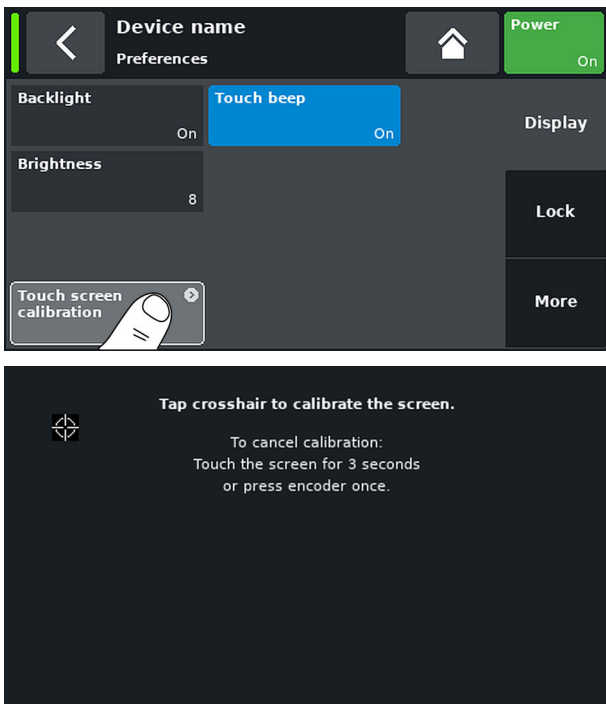 Device name
Preferences
Power
On
Backlight
On
Touch beep
On
Display
Brightness
8
Lock
Touch screen
calibration
More
Tap crosshair to calibrate the screen.
To cancel calibration:
Touch the screen for 3 seconds
or press encoder once.